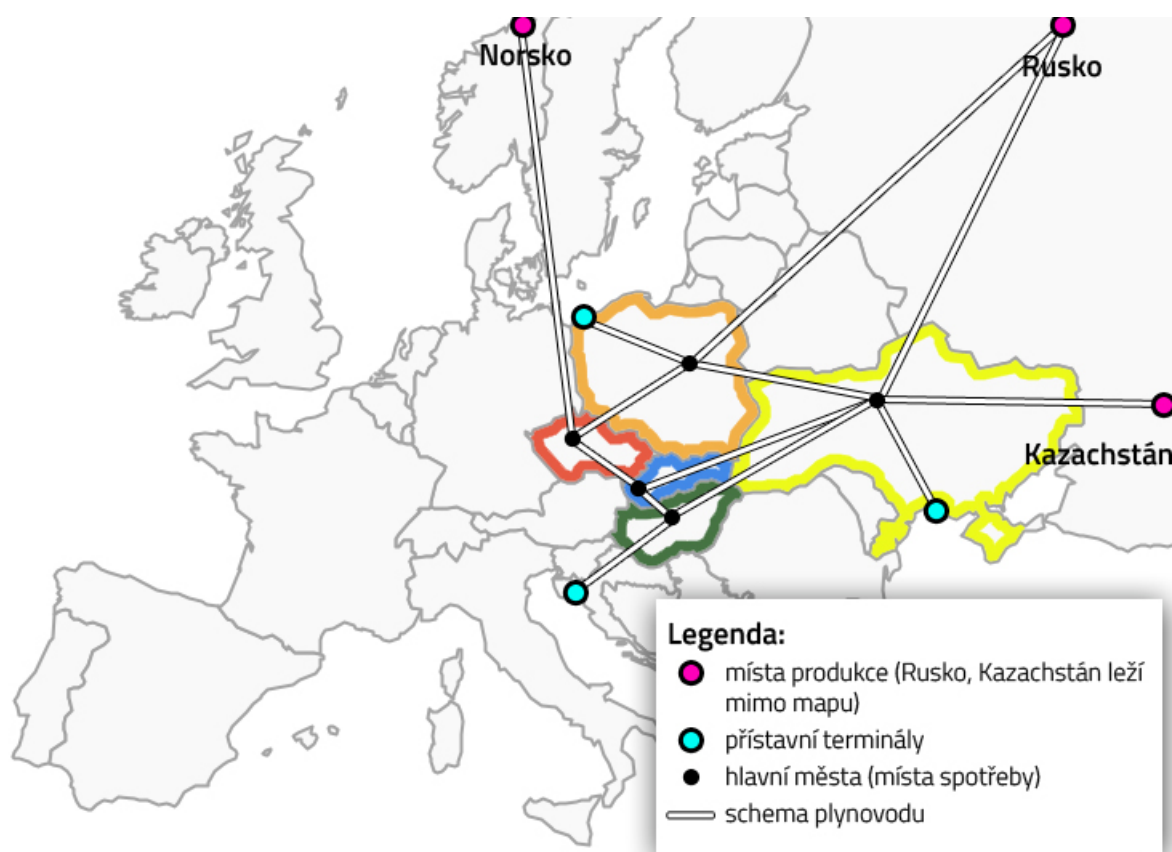 Norsko
Rusko
Kazachstán
Legenda:
místa produkce (Rusko, Kazachstán leží
mimo mapu)
přístavní terminály
hlavní města (místa spotřeby)
schema plynovodu